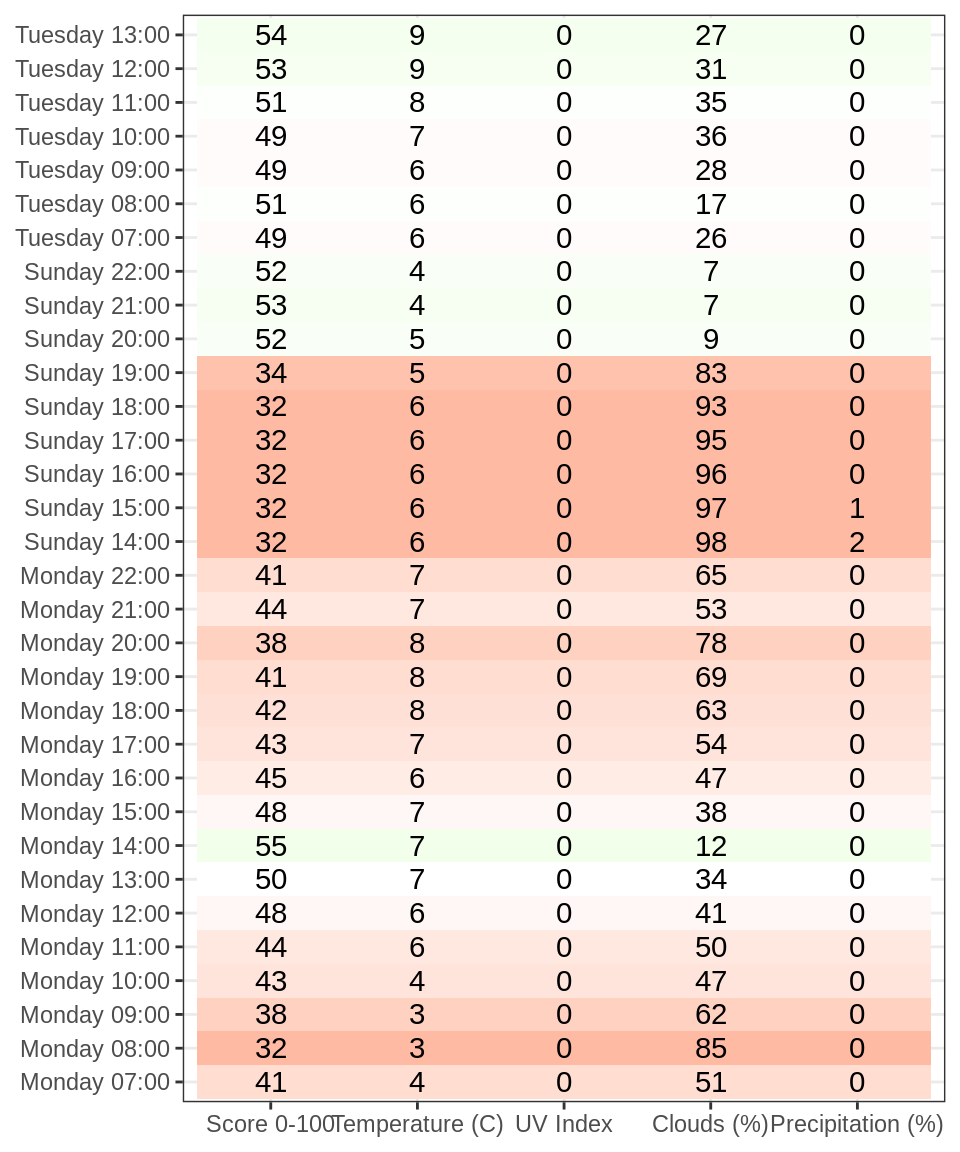 Tuesday 13:00 54 9 0 27 0
Tuesday 12:00 53 9 0 31 0
Tuesday 11:00 51 8 0 35 0
Tuesday 10:00 49 7 0 36 0
Tuesday 09:00 49 6 0 28 0
Tuesday 08:00 51 6 0 17 0
Tuesday 07:00 49 6 0 26 0
Sunday 22:00 52 4 0 7 0
Sunday 21:00 53 4 0 7 0
Sunday 20:00 52 5 0 9 0
Sunday 19:00 34 5 0 83 0
Sunday 18:00 32 6 0 93 0
Sunday 17:00 32 6 0 95 0
Sunday 16:00 32 6 0 96 0
Sunday 15:00 32 6 0 97 1
Sunday 14:00 32 6 0 98 2
Monday 22:00 41 7 0 65 0
Monday 21:00 44 7 0 53 0
Monday 20:00 38 8 0 78 0
Monday 19:00 41 8 0 69 0
Monday 18:00 42 8 0 63 0
Monday 17:00 43 7 0 54 0
Monday 16:00 45 6 0 47 0
Monday 15:00 48 7 0 38 0
Monday 14:00 55 7 0 12 0
Monday 13:00 50 7 0 34 0
Monday 12:00 48 6 0 41 0
Monday 11:00 44 6 0 50 0
Monday 10:00 43 4 0 47 0
Monday 09:00 38 3 0 62 0
Monday 08:00 32 3 0 85 0
Monday 07:00 41 4 0 51 0
Score 0-100 Temperature (C) UV Index Clouds (%) Precipitation (%)